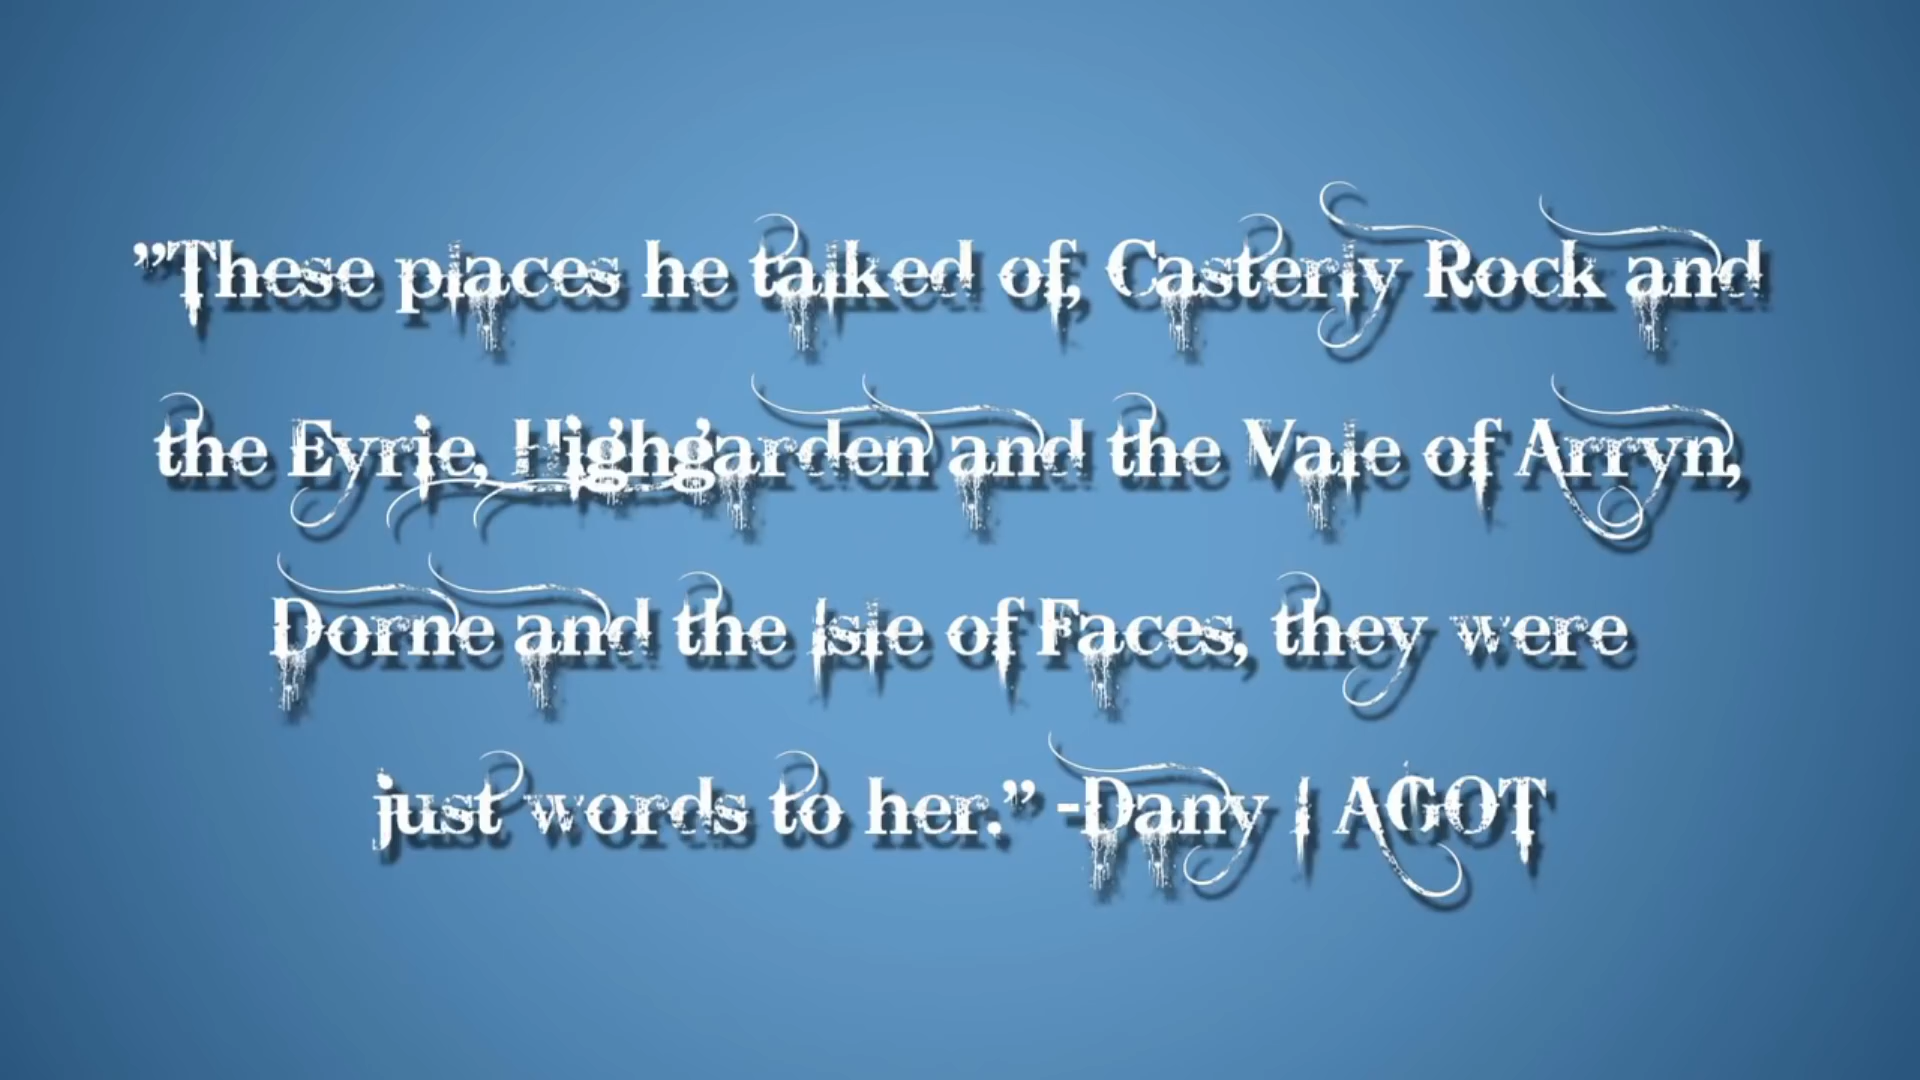 ”These places he talked of, Casterly Rock and
the Eyrie, Highgarden and the Vale of Arryn,
Dorne and the Isle of Faces, they were
just words to her.” -Dany I AGOT